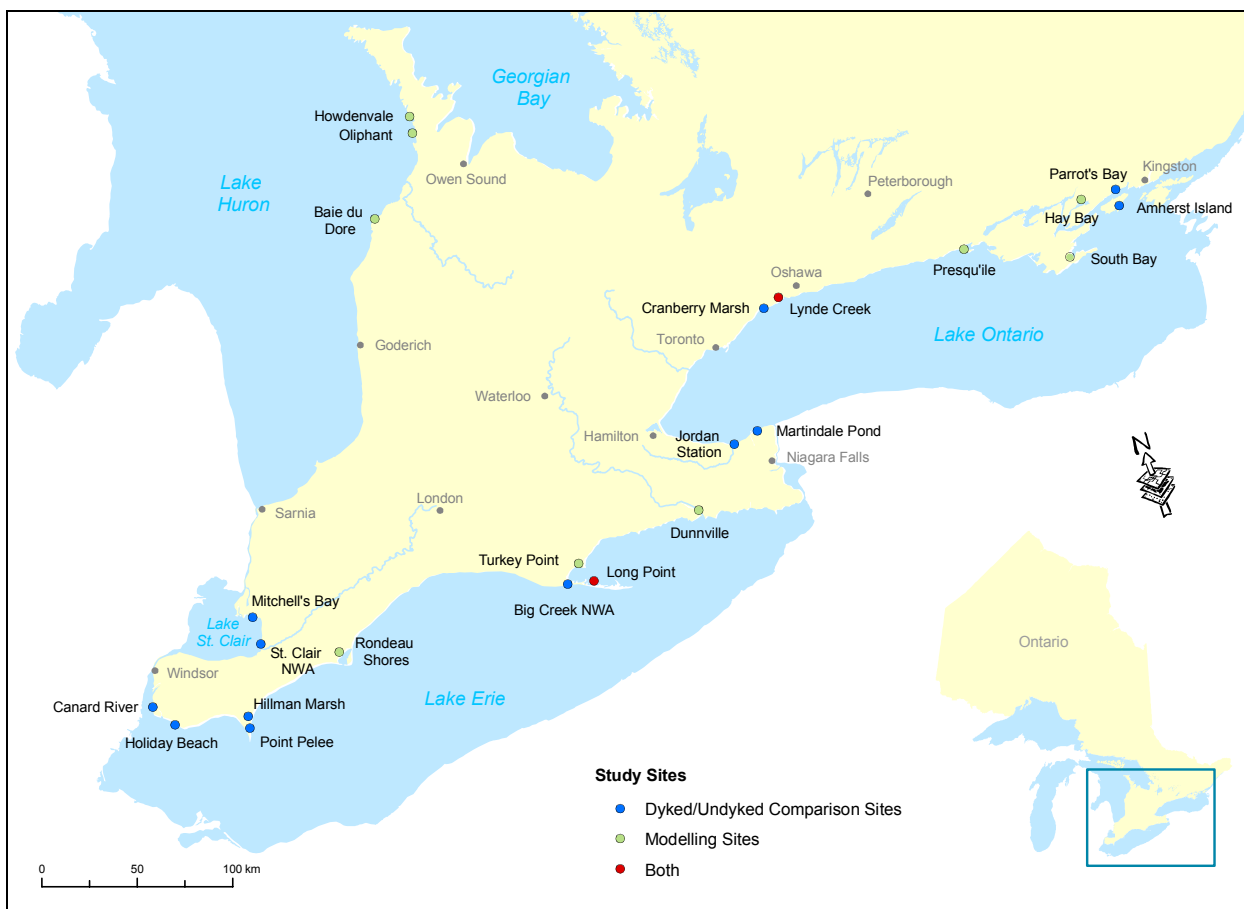 Georgian
Bay
Howdenvale
Oliphant
Owen Sound
Lake
Huron
Baie du
Dore
Goderich
Peterborough
Parrot's Bay
Kingston
Hay Bay
Amherst Island
Presqu'ile
South Bay
Oshawa
Cranberry Marsh
Lynde Creek
Toronto
Lake Ontario
Waterloo
Hamilton
Jordan
Station
Martindale Pond
Niagara Falls
N
London
Sarnia
Dunnville
Turkey Point
Long Point
Big Creek NWA
Mitchell's Bay
Lake
St. Clair
St. Clair
NWA
Rondeau
Shores
Windsor
Canard River
Hillman Marsh
Holiday Beach
Point Pelee
Lake Erie
Ontario
Study Sites
Dyked/Undyked Comparison Sites
Modelling Sites
Both
0 50 100 km